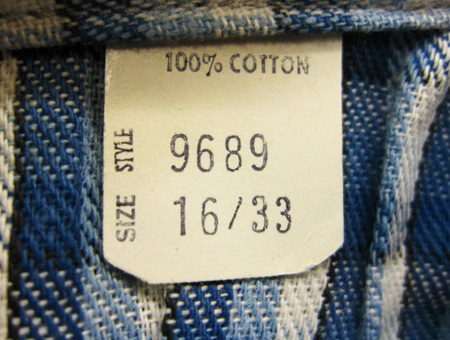 100% COTTON
STYLE 9689
SIZE 16/33